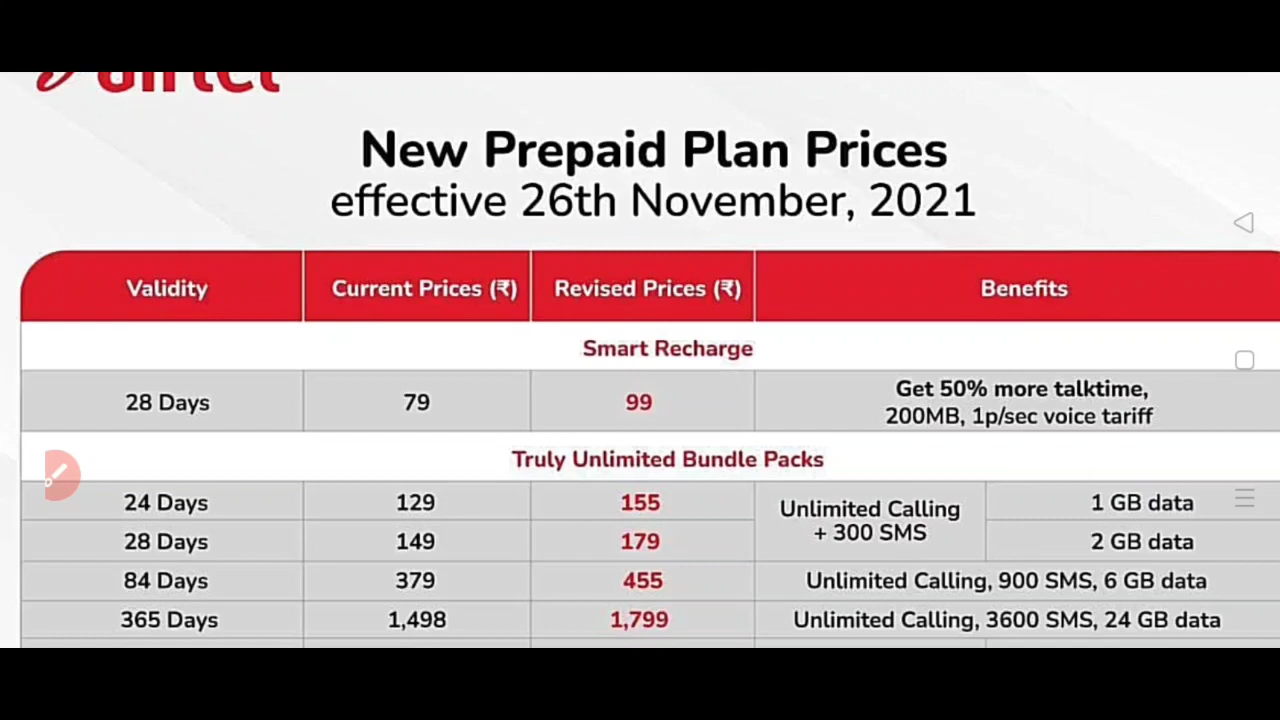 airtel
New Prepaid Plan Prices
effective 26th November, 2021
Validity Current Prices (₹) Revised Prices (₹) Benefits
Smart Recharge
28 Days 79 99 Get 50% more talktime,
200MB, 1p/sec voice tariff
Truly Unlimited Bundle Packs
24 Days 129 155 Unlimited Calling + 300 SMS 1 GB data
28 Days 149 179 2 GB data
84 Days 379 455 Unlimited Calling, 900 SMS, 6 GB data
365 Days 1,498 1,799 Unlimited Calling, 3600 SMS, 24 GB data